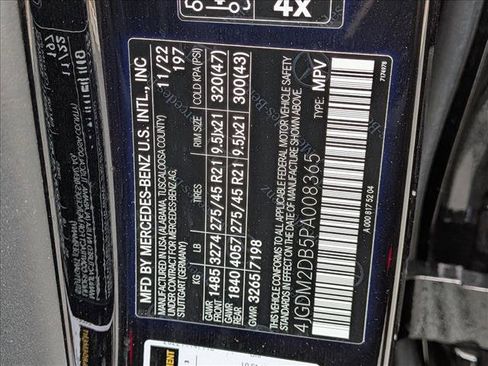 4x
MFD BY MERCEDES-BENZ U.S. INTL., INC
MANUFACTURED IN USA (ALABAMA, TUSCALOOSA COUNTY)
UNDER CONTRACT FOR MERCEDES-BENZ AG,
STUTTGART (GERMANY)
11/22
197
KG LB TIRES RIM SIZE COLD KPA (PSI)
GAWR FRONT 1485 3274 275/45 R21 9.5Jx21 320(47)
GAWR REAR 1840 4057 275/45 R21 9.5Jx21 300(43)
GVWR 3265 7198
THIS VEHICLE CONFORMS TO ALL APPLICABLE FEDERAL MOTOR VEHICLE SAFETY
STANDARDS IN EFFECT ON THE DATE OF MANUFACTURE SHOWN ABOVE.
4JGDM2DB5PA008365 TYPE: MPV
A 000 817 52 04